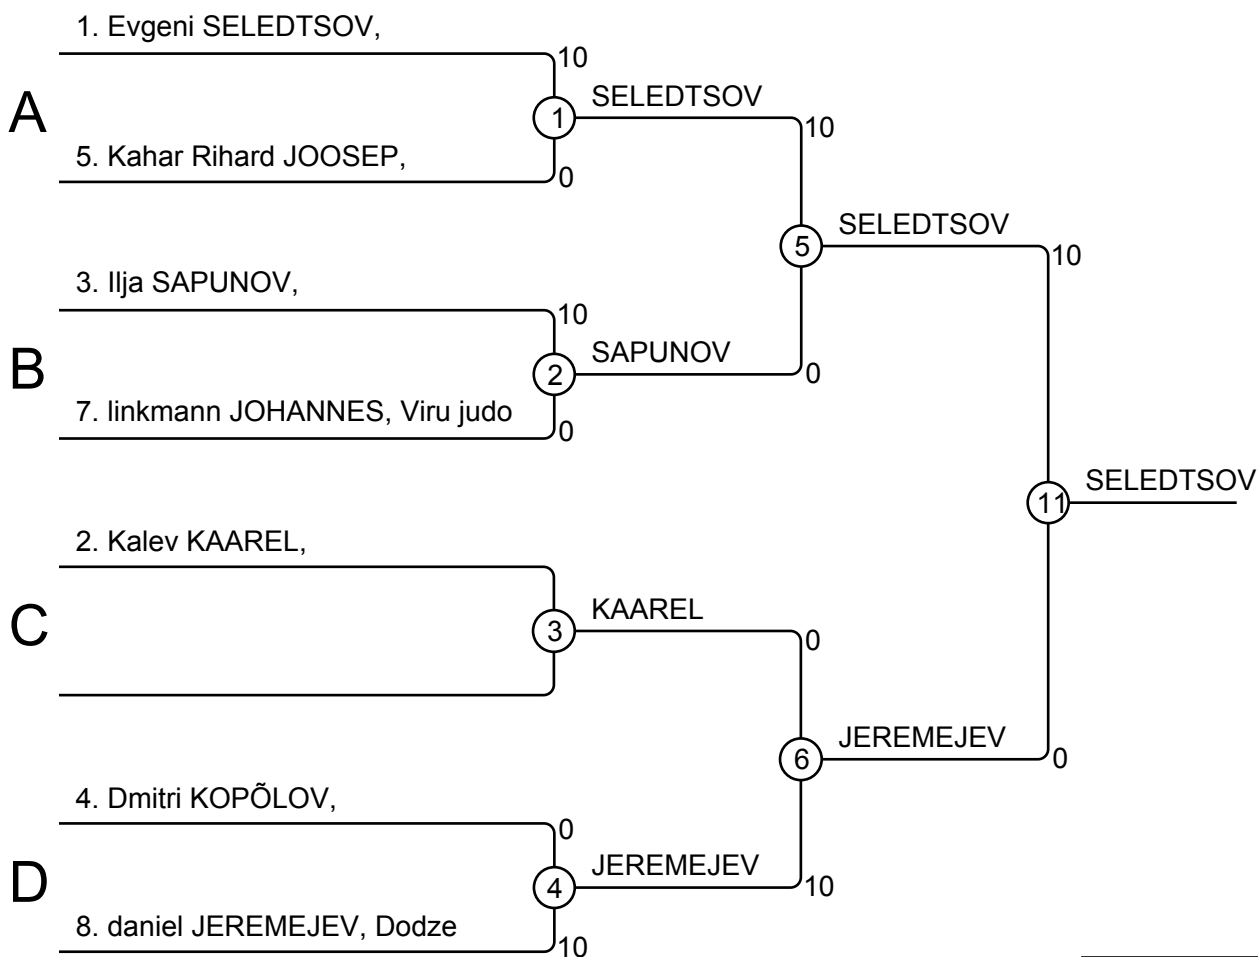 1. Evgeni SELEDTSOV,
10
A
1
SELEDTSOV
10
5. Kahar Rihard JOOSEP,
0
5
SELEDTSOV
10
3. Ilja SAPUNOV,
10
B
2
SAPUNOV
0
7. linkmann JOHANNES, Viru judo
0
11
SELEDTSOV
2. Kalev KAAREL,
C
3
KAAREL
0
6
JEREMEJEV
0
4. Dmitri KOPÕLOV,
0
D
4
JEREMEJEV
10
8. daniel JEREMEJEV, Dodze
10